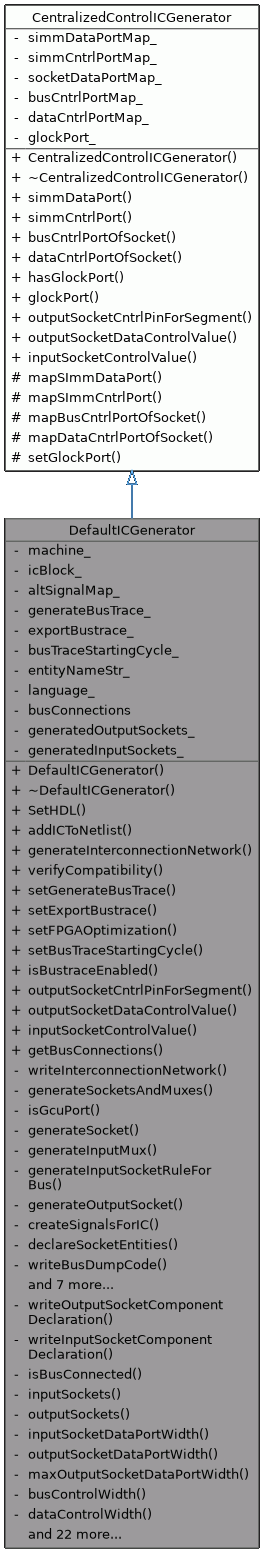 CentralizedControlICGenerator
- simmDataPortMap_
- simmCntrlPortMap_
- socketDataPortMap_
- busCntrlPortMap_
- dataCntrlPortMap_
- glockPort_
+ CentralizedControlICGenerator()
+ ~CentralizedControlICGenerator()
+ simmDataPort()
+ simmCntrlPort()
+ busCntrlPortOfSocket()
+ dataCntrlPortOfSocket()
+ hasGlockPort()
+ glockPort()
+ outputSocketCntrlPinForSegment()
+ outputSocketDataControlValue()
+ inputSocketControlValue()
# mapSImmDataPort()
# mapSImmCntrlPort()
# mapBusCntrlPortOfSocket()
# mapDataCntrlPortOfSocket()
# setGlockPort()
DefaultICGenerator
- machine_
- icBlock_
- altSignalMap_
- generateBusTrace_
- exportBustrace_
- busTraceStartingCycle_
- entityNameStr_
- language_
- busConnections
- generatedOutputSockets_
- generatedInputSockets_
+ DefaultICGenerator()
+ ~DefaultICGenerator()
+ SetHDL()
+ addICToNetlist()
+ generateInterconnectionNetwork()
+ verifyCompatibility()
+ setGenerateBusTrace()
+ setExportBustrace()
+ setFPGAOptimization()
+ setBusTraceStartingCycle()
+ isBustraceEnabled()
+ outputSocketCntrlPinForSegment()
+ outputSocketDataControlValue()
+ inputSocketControlValue()
+ getBusConnections()
- writeInterconnectionNetwork()
- generateSocketsAndMuxes()
- isGcuPort()
- generateSocket()
- generateInputMux()
- generateInputSocketRuleFor
Bus()
- generateOutputSocket()
- createSignalsForIC()
- declareSocketEntities()
- writeBusDumpCode()
and 7 more...
- writeOutputSocketComponent
Declaration()
- writeInputSocketComponent
Declaration()
- isBusConnected()
- inputSockets()
- outputSockets()
- inputSocketDataPortWidth()
- outputSocketDataPortWidth()
- maxOutputSocketDataPortWidth()
- busControlWidth()
- dataControlWidth()
and 22 more...